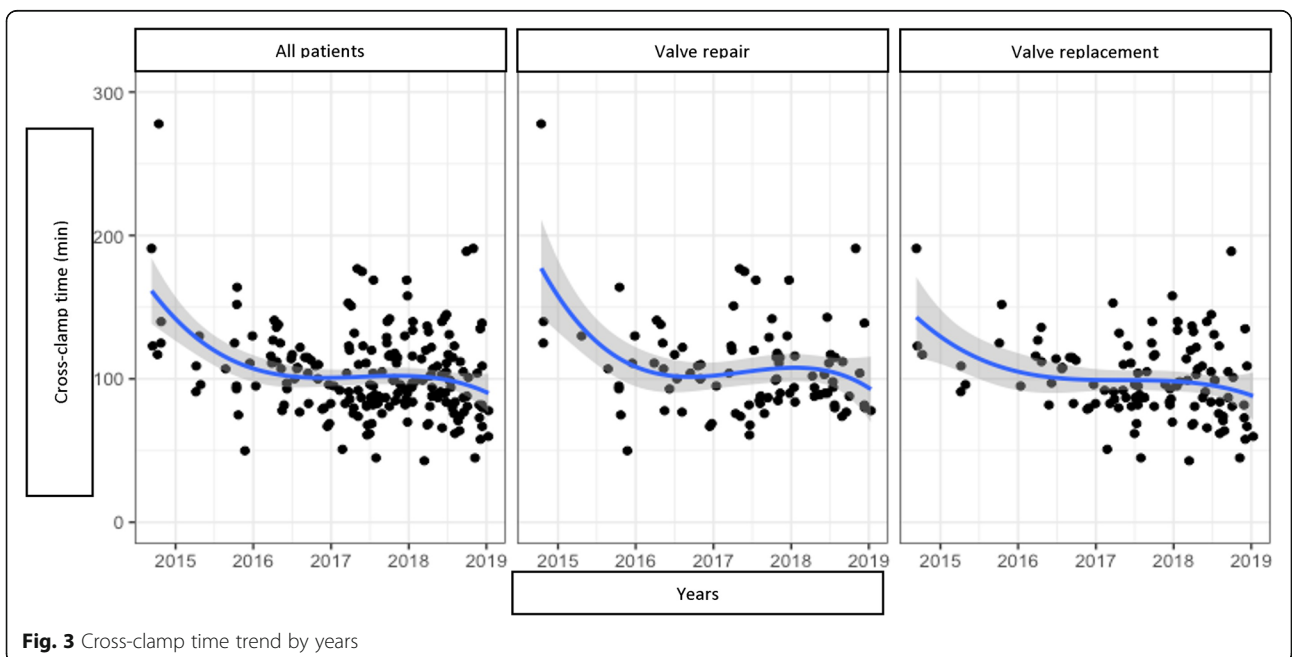 All patients
Valve repair
Valve replacement
Cross-clamp time (min)
300
200
100
0
2015 2016 2017 2018 2019
2015 2016 2017 2018 2019
2015 2016 2017 2018 2019
Years
Fig. 3 Cross-clamp time trend by years